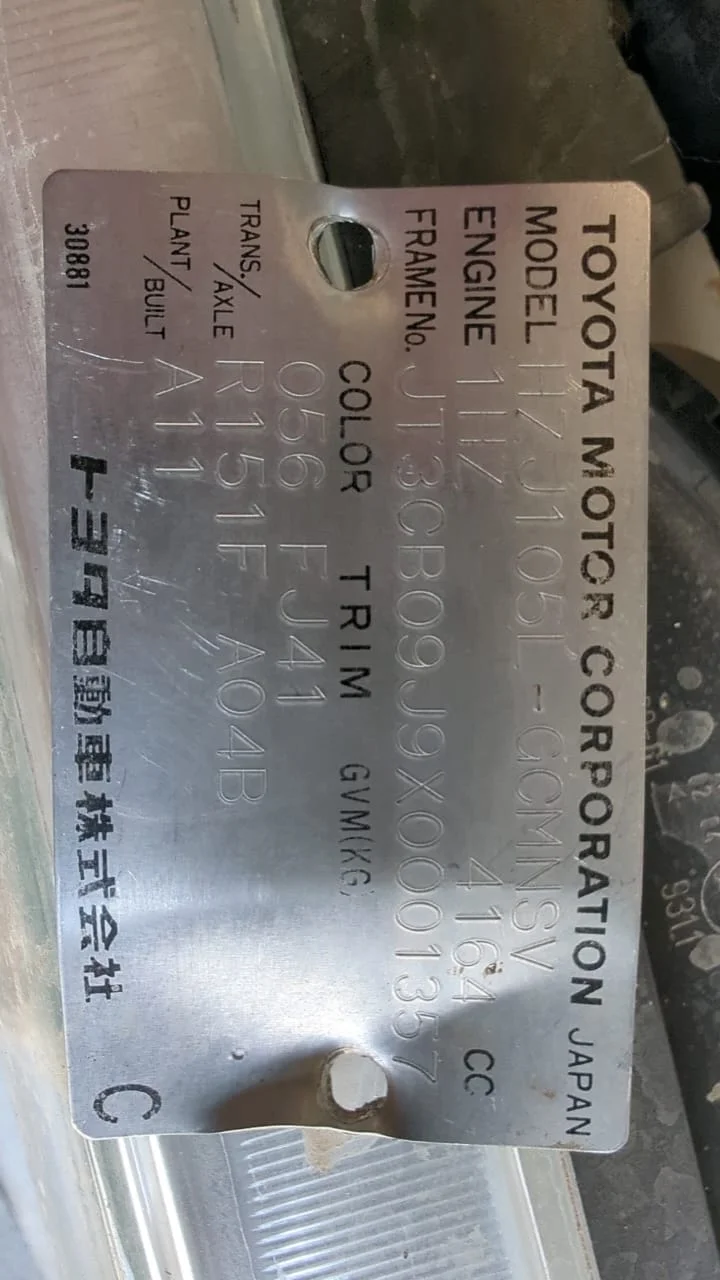 TOYOTA MOTOR CORPORATION JAPAN
MODEL HZJ105L-GCMNSV
ENGINE 1HZ 4164 CC
FRAME No. JT3CB09J9X0001357
COLOR TRIM GVM(KG)
056 FJ41
TRANS./AXLE R151F A04B
PLANT/BUILT A11
30881 トヨタ自動車株式会社 C
9311